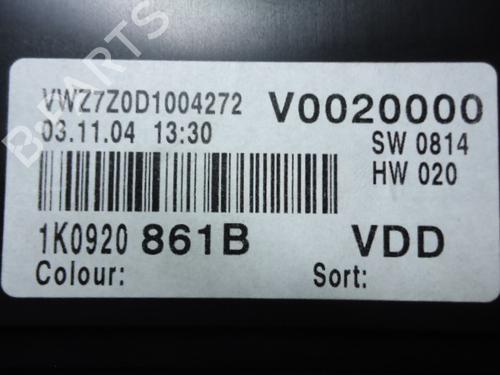 VWZ7Z0D1004272 V0020000
03.11.04 13:30 SW 0814
HW 020
1K0920 861B VDD
Colour: Sort:
B-PARTS